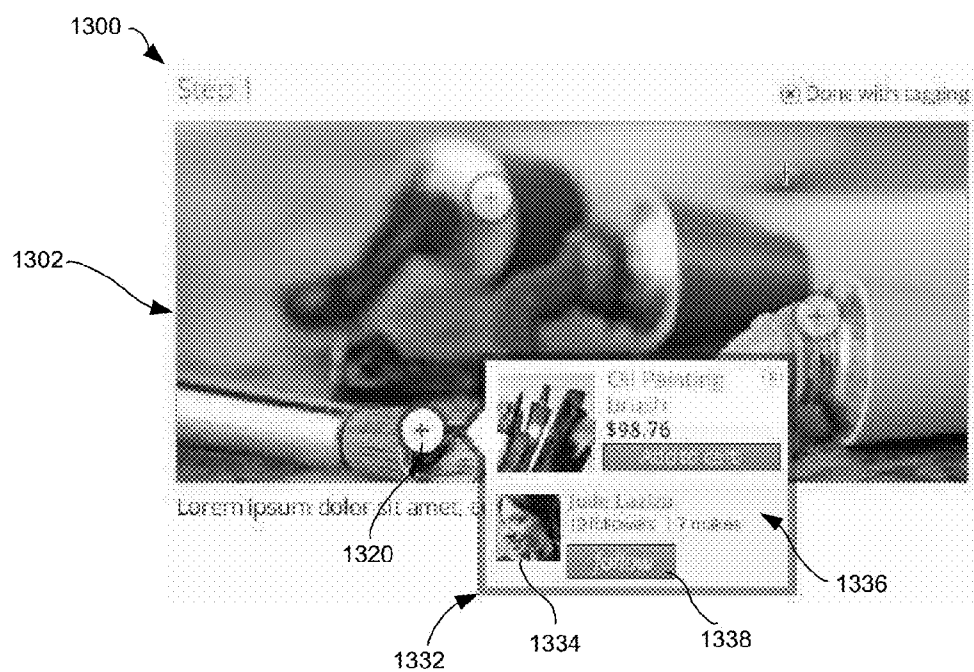 1300
Step 1
Done with tagging
1302
Oil Painting
brush
$98.76
Lorem ipsum dolor sit amet,
1320
1332
1334
1338
1336